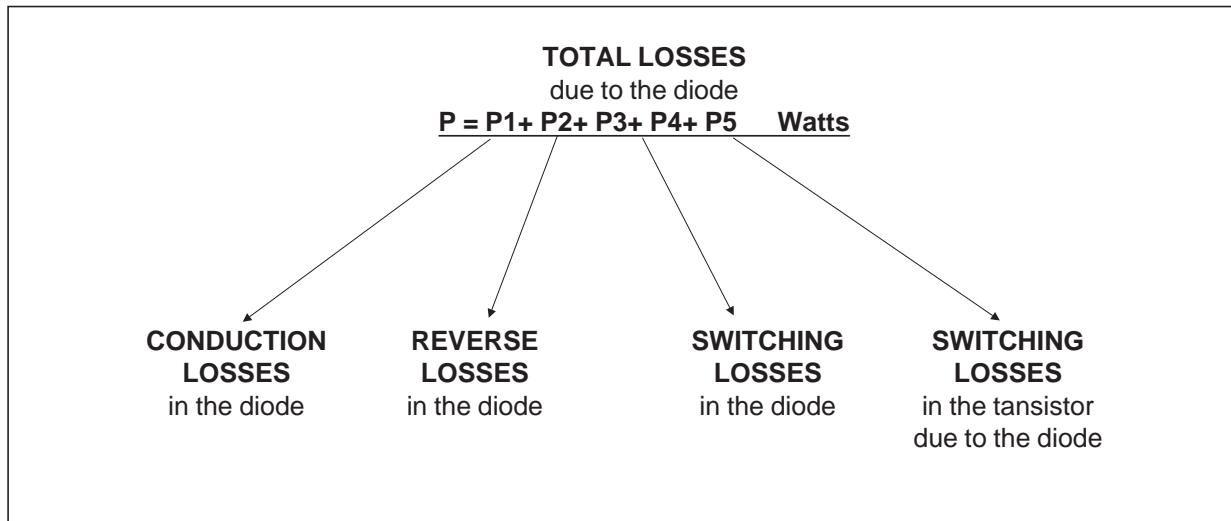 TOTAL LOSSES
due to the diode
P = P1+ P2+ P3+ P4+ P5 Watts
CONDUCTION
LOSSES
in the diode
REVERSE
LOSSES
in the diode
SWITCHING
LOSSES
in the diode
SWITCHING
LOSSES
in the tansistor
due to the diode